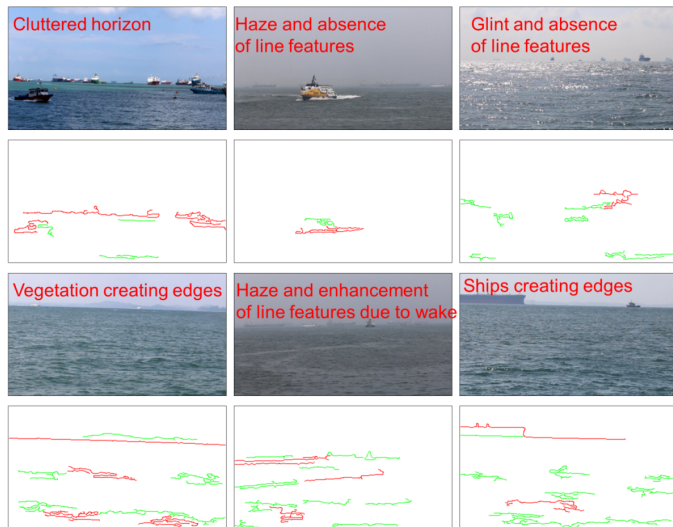 Cluttered horizon
Haze and absence
of line features
Glint and absence
of line features
Vegetation creating edges
Haze and enhancement
of line features due to wake
Ships creating edges